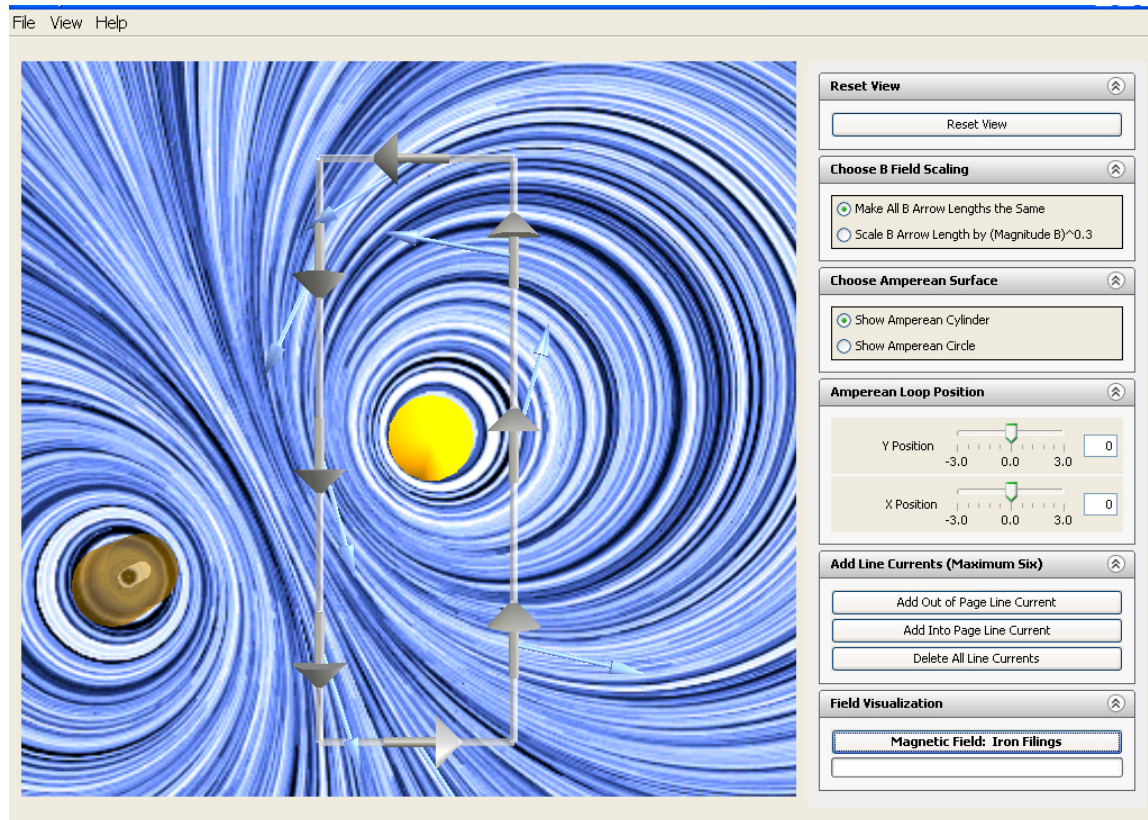 File View Help
Reset View
Reset View
Choose B Field Scaling
Make All B Arrow Lengths the Same
Scale B Arrow Length by (Magnitude B)^0.3
Choose Amperean Surface
Show Amperean Cylinder
Show Amperean Circle
Amperean Loop Position
Y Position 0
-3.0 0.0 3.0
X Position 0
-3.0 0.0 3.0
Add Line Currents (Maximum Six)
Add Out of Page Line Current
Add Into Page Line Current
Delete All Line Currents
Field Visualization
Magnetic Field: Iron Filings